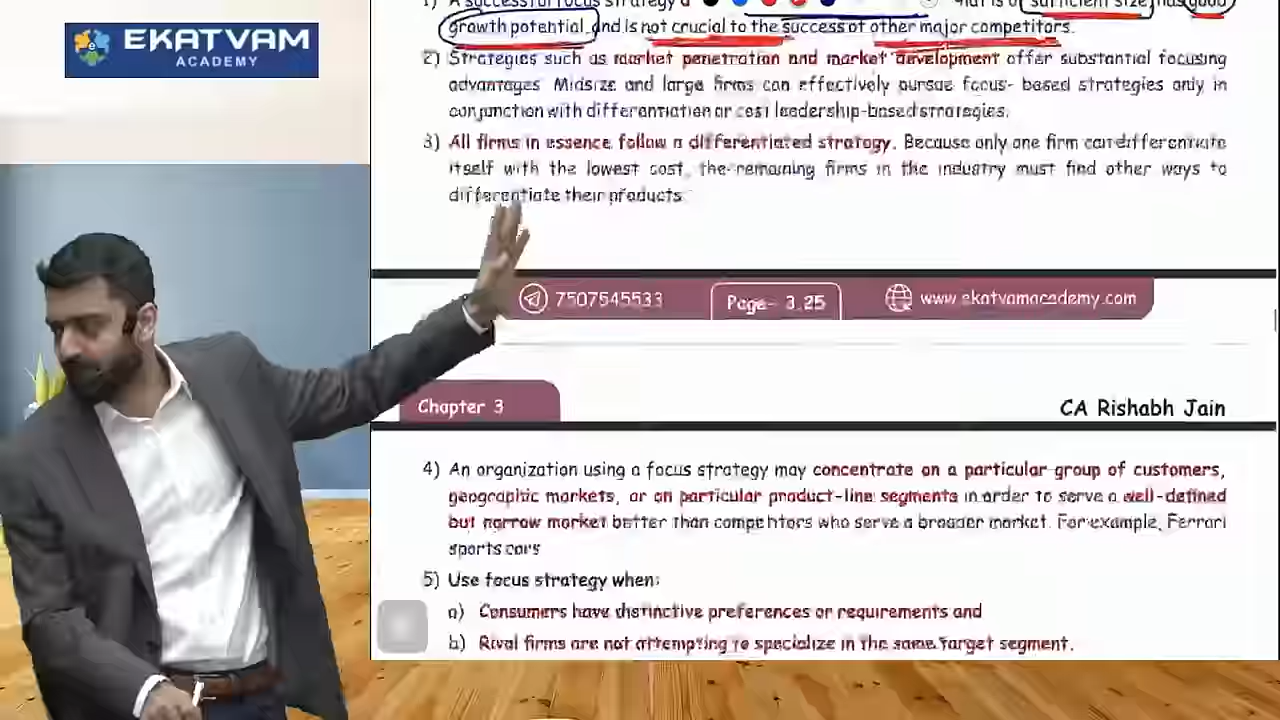 EKATVAM
ACADEMY
1) A successful focus strategy
sufficient size, has good
growth potential, and is not crucial to the success of other major competitors.
2) Strategies such as market penetration and market development offer substantial focusing
advantages. Midsize and large firms can effectively pursue focus- based strategies only in
conjunction with differentiation or cost leadership-based strategies.
3) All firms in essence follow a differentiated strategy. Because only one firm can differentiate
itself with the lowest cost, the remaining firms in the industry must find other ways to
differentiate their products.
7507545533
Page- 3.25
www.ekatvamacademy.com
Chapter 3
CA Rishabh Jain
4) An organization using a focus strategy may concentrate on a particular group of customers,
geographic markets, or on particular product-line segments in order to serve a well-defined
but narrow market better than competitors who serve a broader market. For example, Ferrari
sports cars
5) Use focus strategy when:
a) Consumers have distinctive preferences or requirements and
b) Rival firms are not attempting to specialize in the same target segment.